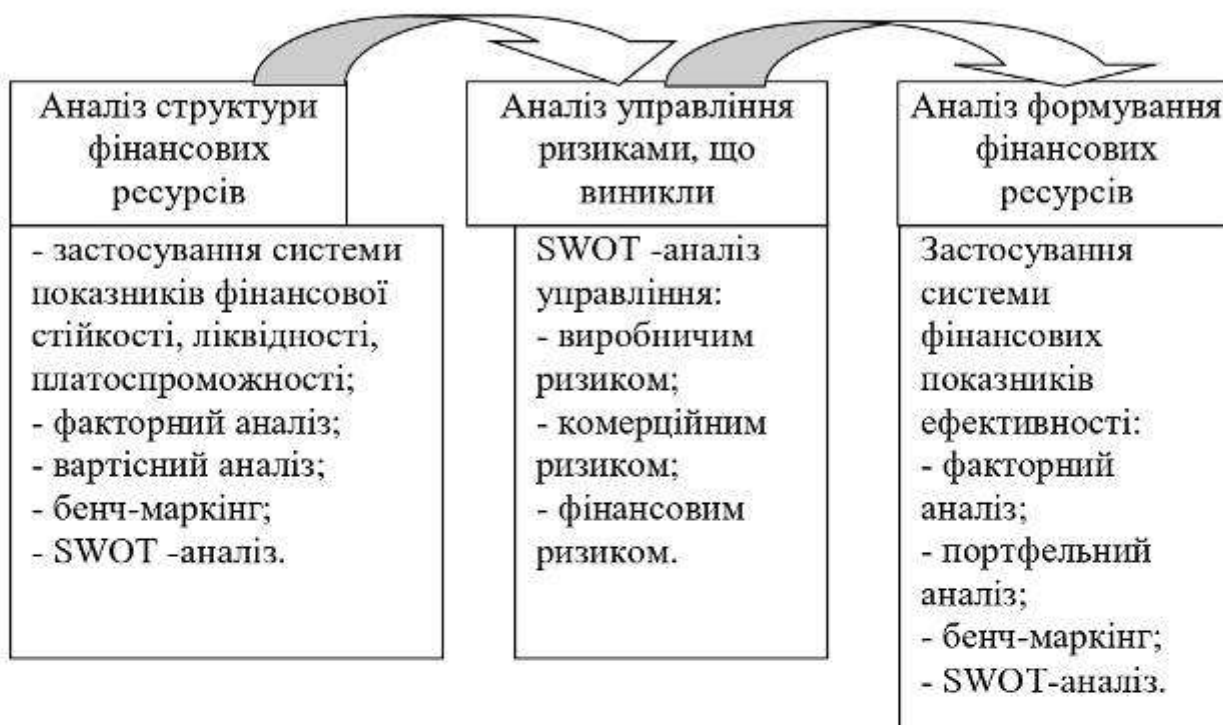 Аналіз структури
фінансових
ресурсів
- застосування системи
показників фінансової
стійкості, ліквідності,
платоспроможності;
- факторний аналіз;
- вартісний аналіз;
- бенч-маркінг;
- SWOT -аналіз.
Аналіз управління
ризиками, що
виникли
SWOT -аналіз
управління:
- виробничим
ризиком;
- комерційним
ризиком;
- фінансовим
ризиком.
Аналіз формування
фінансових
ресурсів
Застосування
системи
фінансових
показників
ефективності:
- факторний
аналіз;
- портфельний
аналіз;
- бенч-маркінг;
- SWOT-аналіз.